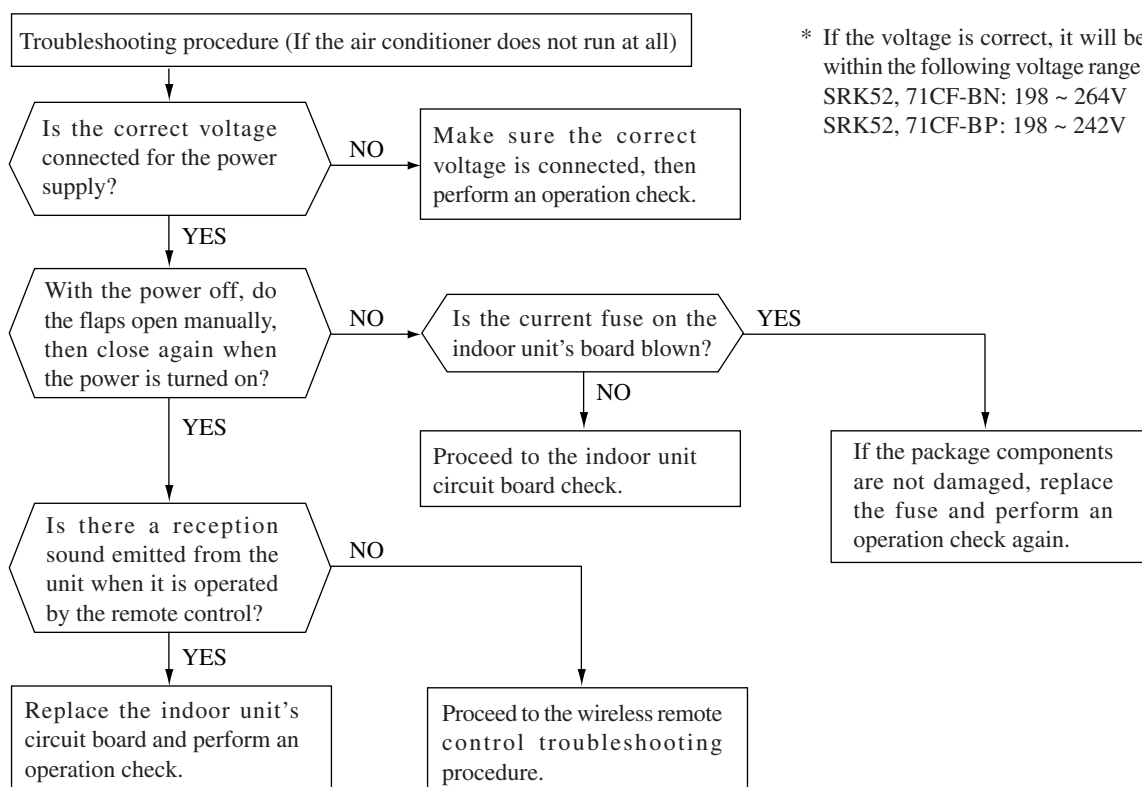 Troubleshooting procedure (If the air conditioner does not run at all)
* If the voltage is correct, it will be
within the following voltage range
SRK52, 71CF-BN: 198 ~ 264V
SRK52, 71CF-BP: 198 ~ 242V
Is the correct voltage
connected for the power
supply?
NO
Make sure the correct
voltage is connected, then
perform an operation check.
YES
With the power off, do
the flaps open manually,
then close again when
the power is turned on?
NO
Is the current fuse on the
indoor unit's board blown?
YES
NO
YES
Proceed to the indoor unit
circuit board check.
If the package components
are not damaged, replace
the fuse and perform an
operation check again.
Is there a reception
sound emitted from the
unit when it is operated
by the remote control?
NO
YES
Replace the indoor unit's
circuit board and perform an
operation check.
Proceed to the wireless remote
control troubleshooting
procedure.